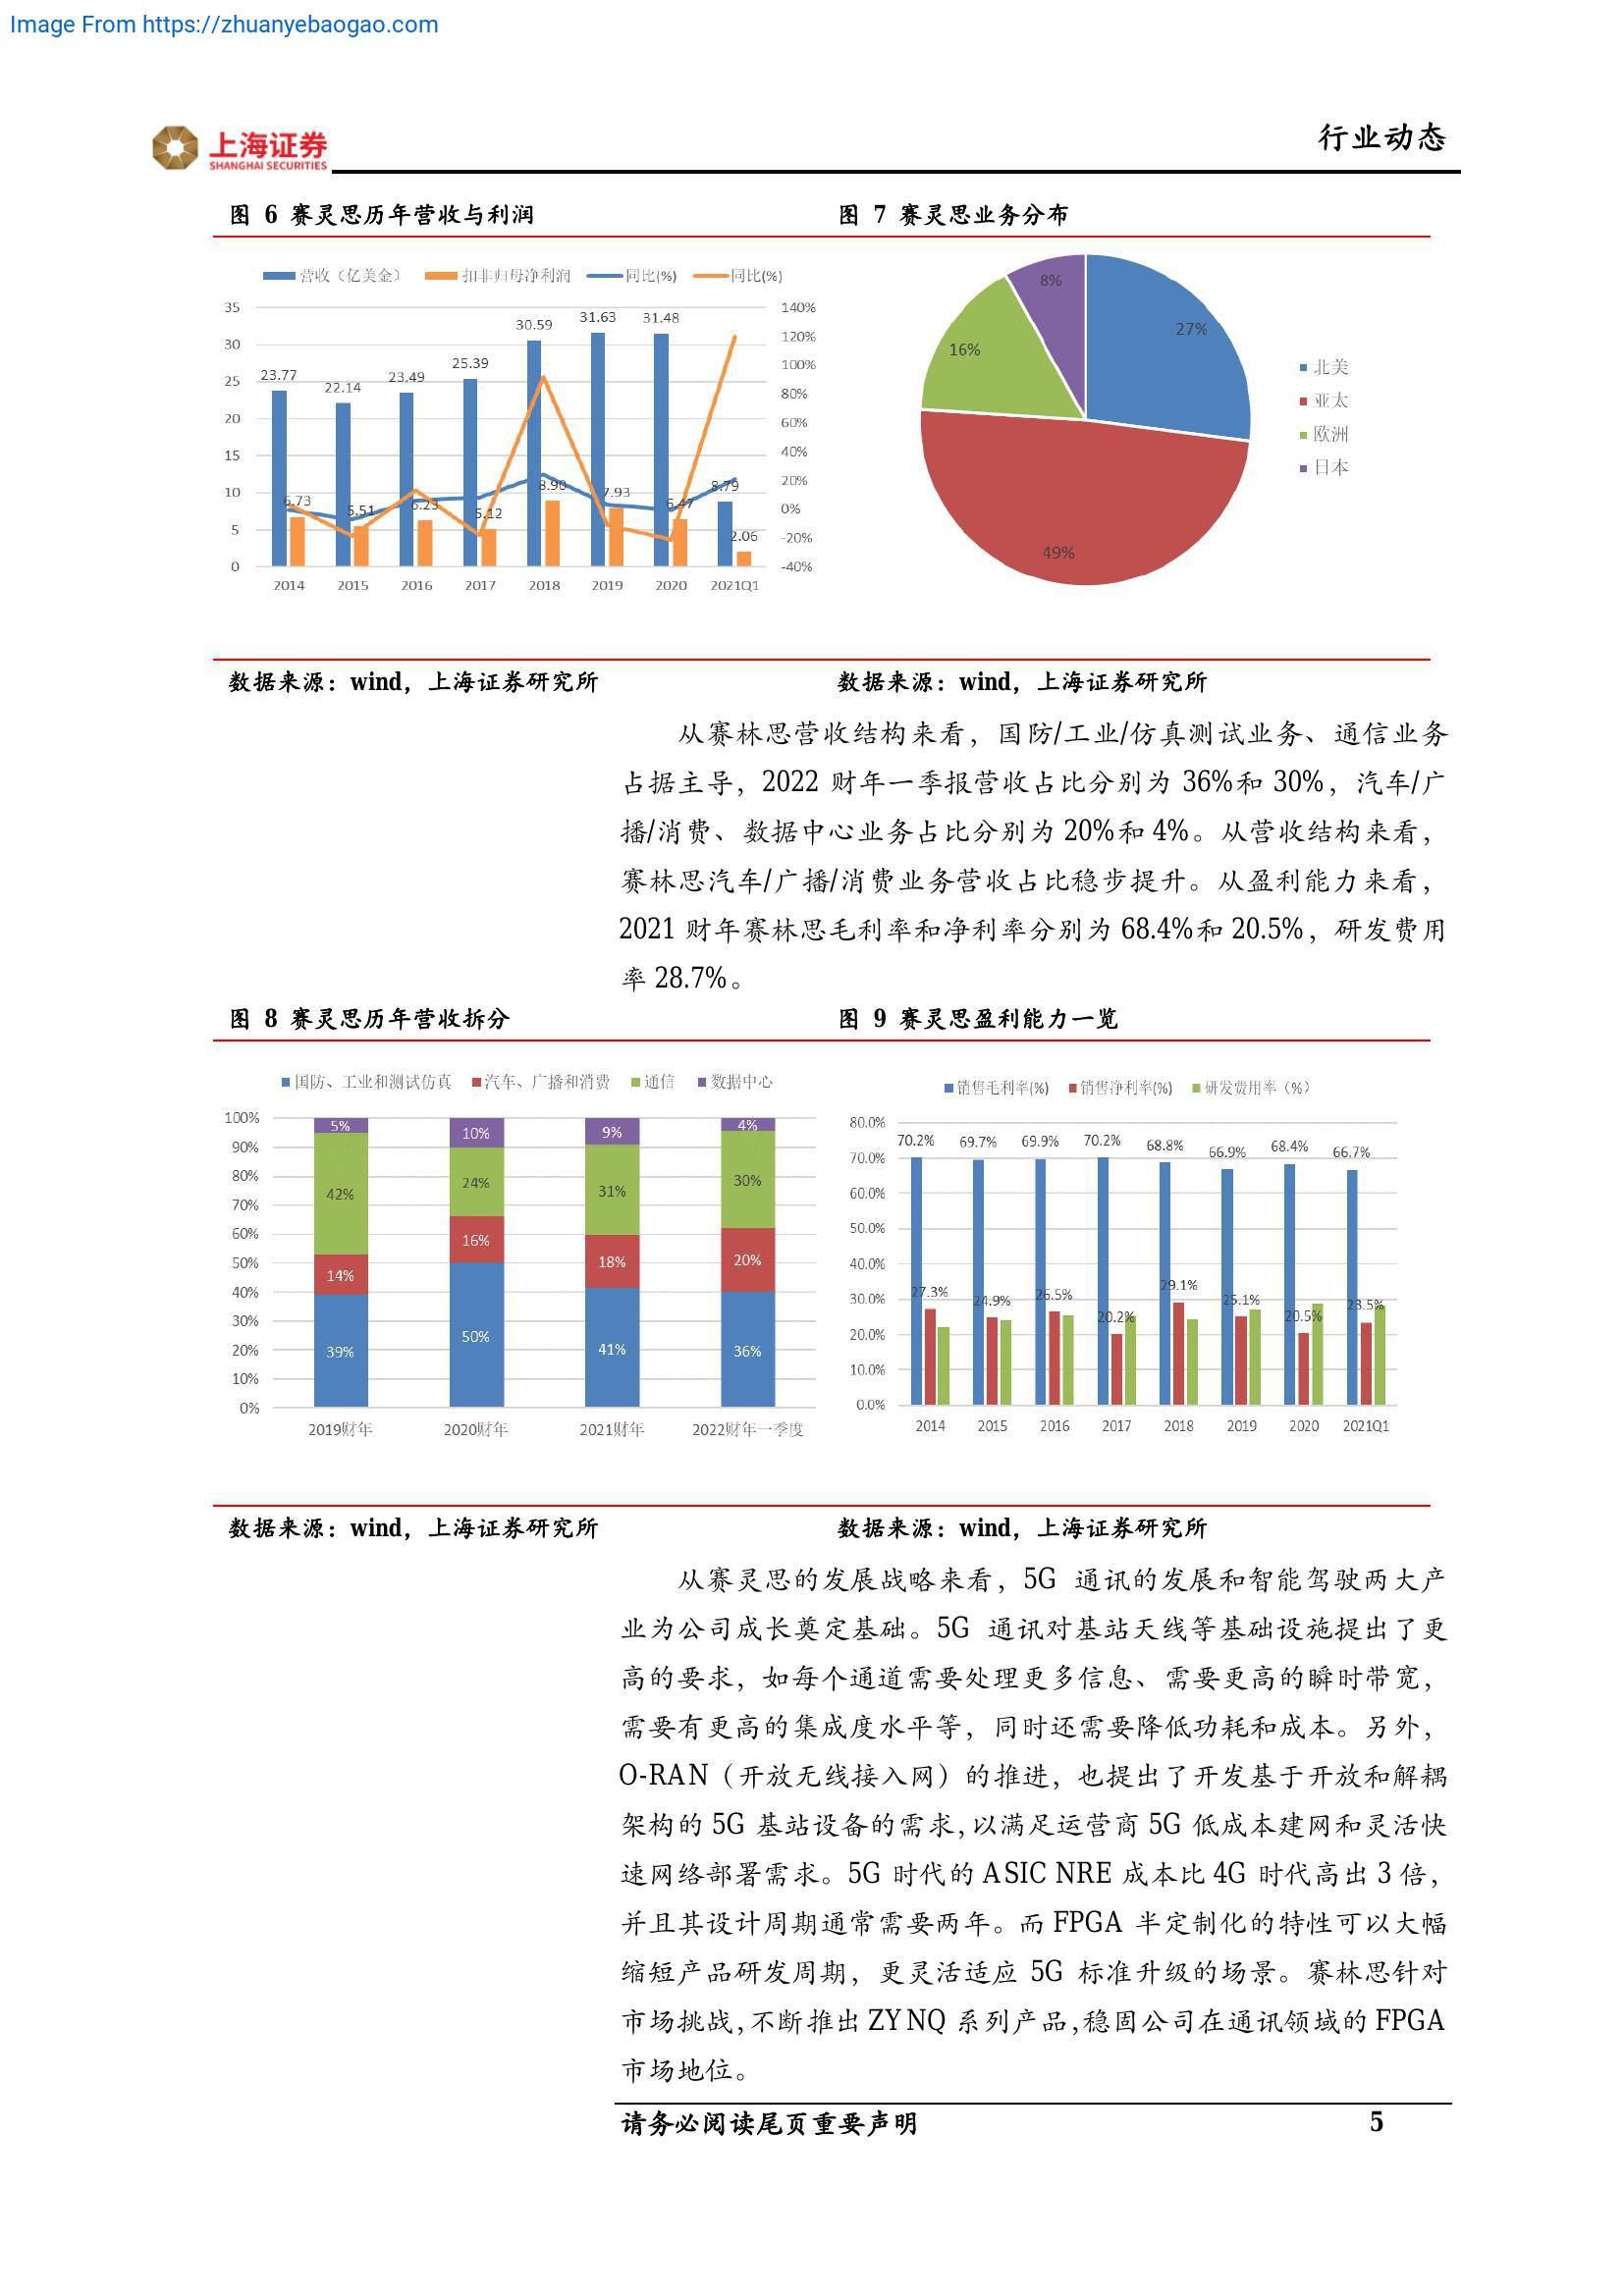 Image From https://zhuanyebaogao.com
上海证券
SHANGHAI SECURITIES
行业动态
图 6 赛灵思历年营收与利润
营收（亿美金） 扣非归母净利润 同比(%) 同比(%)
35 30 25 20 15 10 5 0
140% 120% 100% 80% 60% 40% 20% 0% -20% -40%
23.77 22.14 23.49 25.39 30.59 31.63 31.48 8.79
6.73 5.51 6.23 5.12 8.90 7.93 6.47 2.06
2014 2015 2016 2017 2018 2019 2020 2021Q1
图 7 赛灵思业务分布
27%
49%
16%
8%
北美
亚太
欧洲
日本
数据来源：wind，上海证券研究所
数据来源：wind，上海证券研究所
从赛林思营收结构来看，国防/工业/仿真测试业务、通信业务
占据主导，2022 财年一季报营收占比分别为 36%和 30%，汽车/广
播/消费、数据中心业务占比分别为 20%和 4%。从营收结构来看，
赛林思汽车/广播/消费业务营收占比稳步提升。从盈利能力来看，
2021 财年赛林思毛利率和净利率分别为 68.4%和 20.5%，研发费用
率 28.7%。
图 8 赛灵思历年营收拆分
国防、工业和测试仿真 汽车、广播和消费 通信 数据中心
100% 90% 80% 70% 60% 50% 40% 30% 20% 10% 0%
5% 10% 9% 4%
42% 24% 31% 30%
14% 16% 18% 20%
39% 50% 41% 36%
2019财年 2020财年 2021财年 2022财年一季度
图 9 赛灵思盈利能力一览
销售毛利率(%) 销售净利率(%) 研发费用率（%）
80.0% 70.0% 60.0% 50.0% 40.0% 30.0% 20.0% 10.0% 0.0%
70.2% 69.7% 69.9% 70.2% 68.8% 66.9% 68.4% 66.7%
27.3% 24.9% 26.5% 20.2% 29.1% 25.1% 20.5% 23.5%
2014 2015 2016 2017 2018 2019 2020 2021Q1
数据来源：wind，上海证券研究所
数据来源：wind，上海证券研究所
从赛灵思的发展战略来看，5G 通讯的发展和智能驾驶两大产
业为公司成长奠定基础。5G 通讯对基站天线等基础设施提出了更
高的要求，如每个通道需要处理更多信息、需要更高的瞬时带宽，
需要有更高的集成度水平等，同时还需要降低功耗和成本。另外，
O-RAN（开放无线接入网）的推进，也提出了开发基于开放和解耦
架构的 5G 基站设备的需求，以满足运营商 5G 低成本建网和灵活快
速网络部署需求。5G 时代的 ASIC NRE 成本比 4G 时代高出 3 倍，
并且其设计周期通常需要两年。而 FPGA 半定制化的特性可以大幅
缩短产品研发周期，更灵活适应 5G 标准升级的场景。赛林思针对
市场挑战，不断推出 ZYNQ 系列产品，稳固公司在通讯领域的 FPGA
市场地位。
请务必阅读尾页重要声明 5